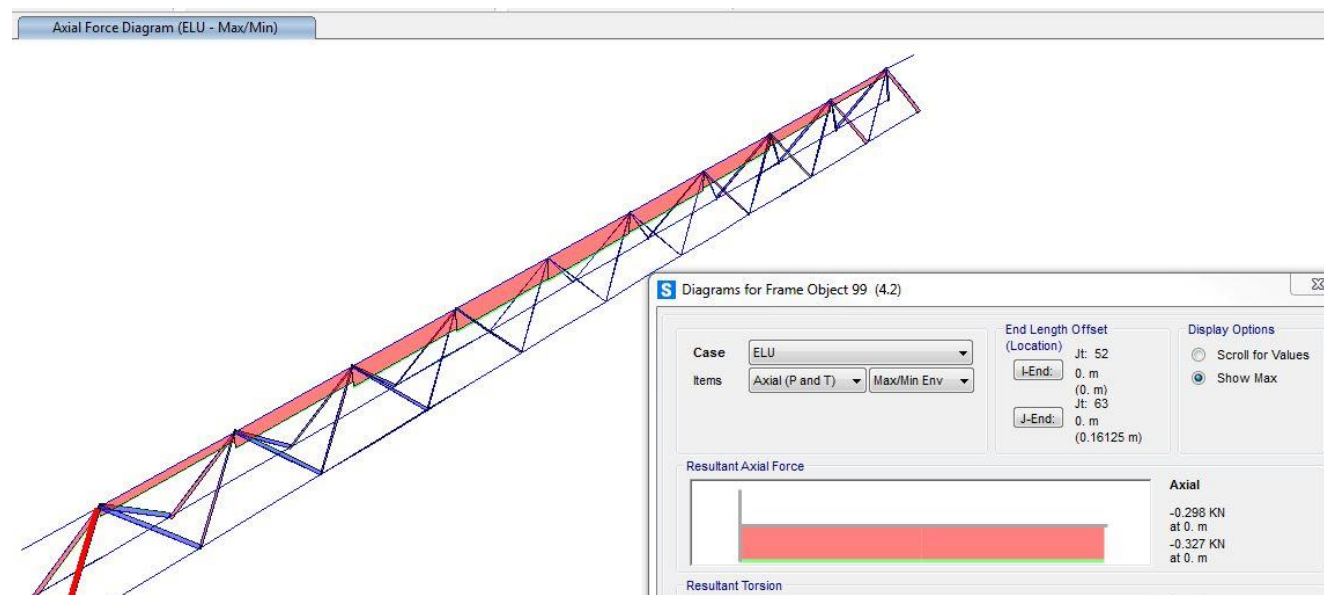 Axial Force Diagram (ELU - Max/Min)
S Diagrams for Frame Object 99 (4.2)
Case ELU
Items Axial (P and T) Max/Min Env
End Length Offset
(Location)
I-End: Jt: 52
0. m
(0. m)
J-End: Jt: 63
0. m
(0.16125 m)
Display Options
Scroll for Values
Show Max
Resultant Axial Force
Axial
-0.298 KN
at 0. m
-0.327 KN
at 0. m
Resultant Torsion